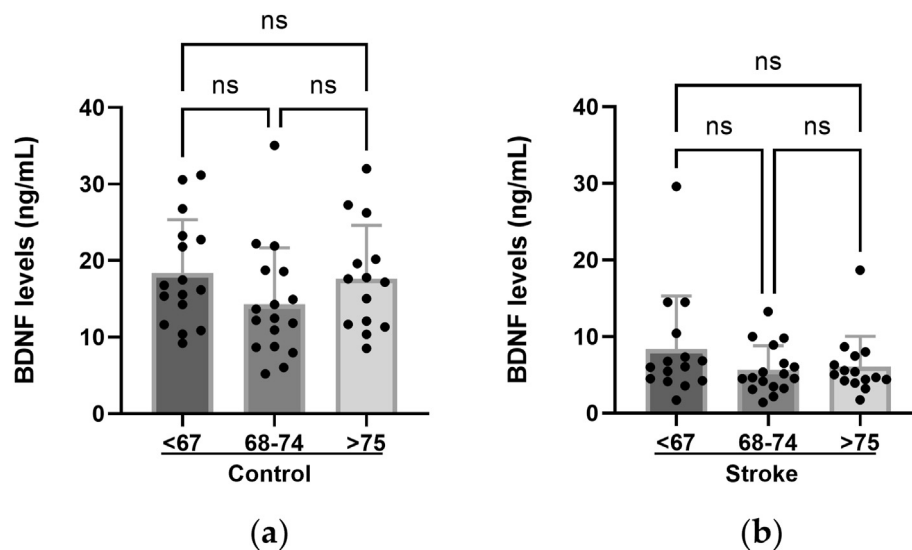 ns
ns ns
BDNF levels (ng/mL)
40
30
20
10
0
<67 68-74 >75
Control
(a)
ns
ns ns
BDNF levels (ng/mL)
40
30
20
10
0
<67 68-74 >75
Stroke
(b)